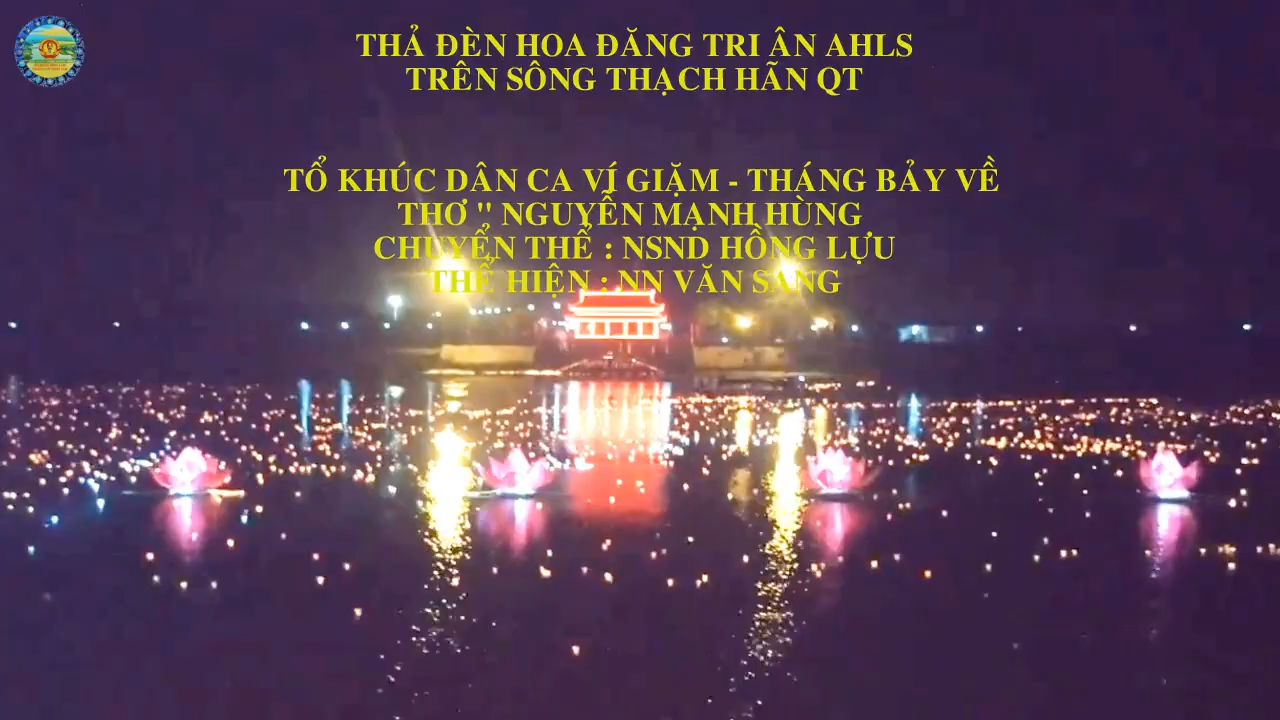 THẢ ĐÈN HOA ĐĂNG TRI ÂN AHLS
TRÊN SÔNG THẠCH HÃN QT
TỔ KHÚC DÂN CA VÍ GIẶM - THÁNG BẢY VỀ
THƠ " NGUYỄN MẠNH HÙNG
CHUYỂN THỂ : NSND HỒNG LỰU
THỂ HIỆN : NN VĂN SANG